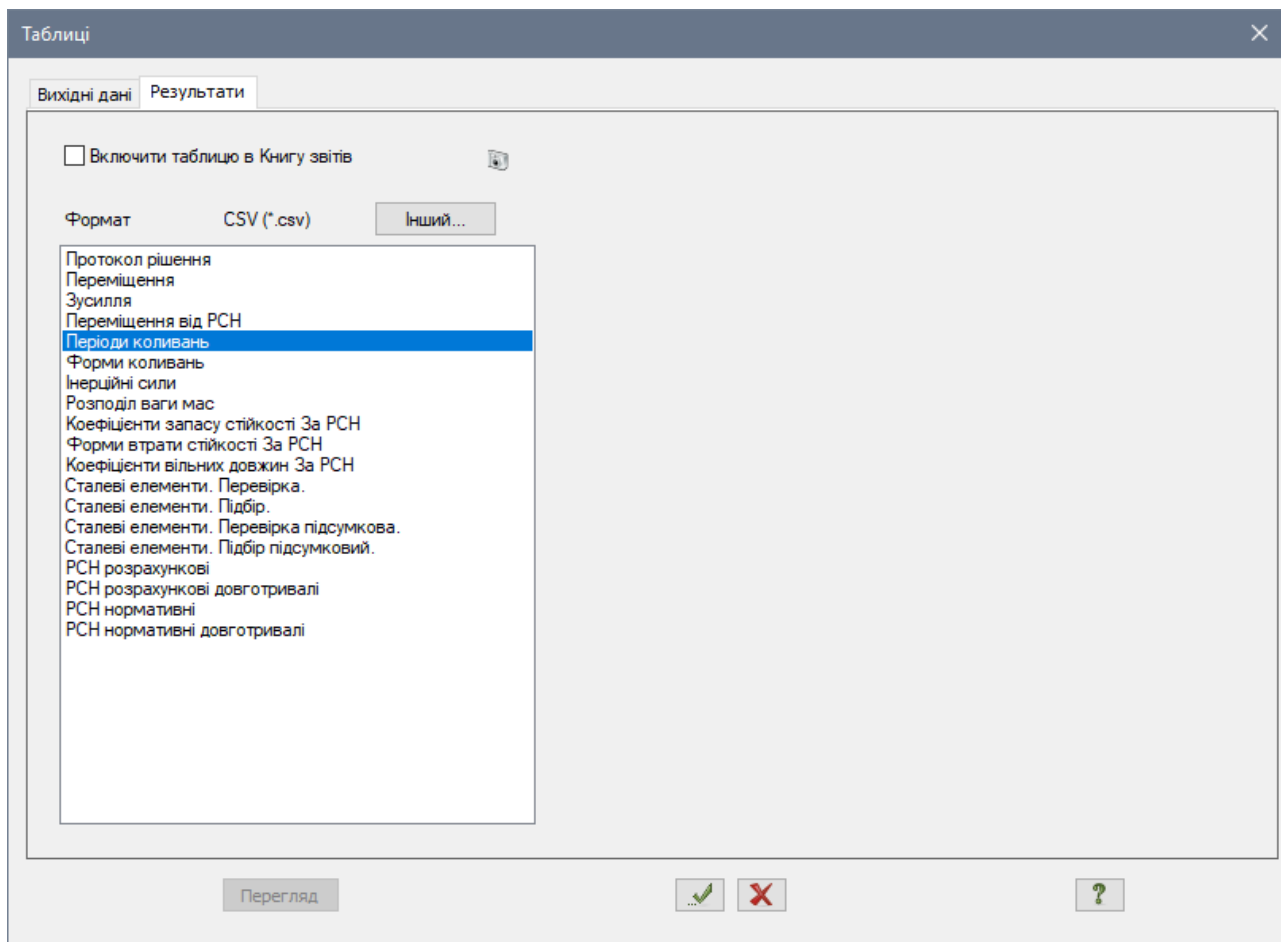 Таблиці
Вихідні дані Результати
Включити таблицю в Книгу звітів
Формат CSV (*.csv) Інший...
Протокол рішення
Переміщення
Зусилля
Переміщення від РСН
Періоди коливань
Форми коливань
Інерційні сили
Розподіл ваги мас
Коефіцієнти запасу стійкості За РСН
Форми втрати стійкості За РСН
Коефіцієнти вільних довжин За РСН
Сталеві елементи. Перевірка.
Сталеві елементи. Підбір.
Сталеві елементи. Перевірка підсумкова.
Сталеві елементи. Підбір підсумковий.
РСН розрахункові
РСН розрахункові довготривалі
РСН нормативні
РСН нормативні довготривалі
Перегляд ?